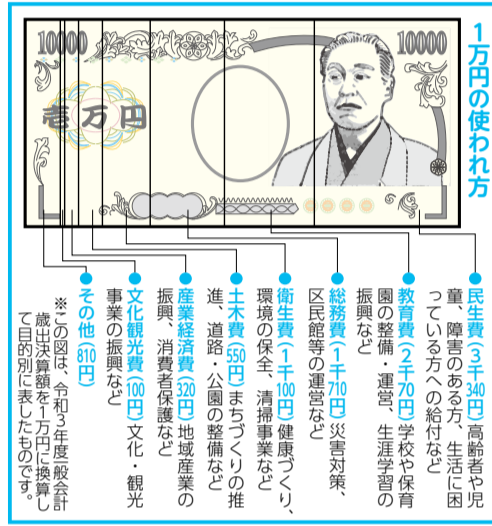 1万円の使われ方
10000
10000
壱万円
●民生費(3千340円)高齢者や児
童、障害のある方、生活に困
っている方への給付など
●教育費(2千70円)学校や保育
園の整備・運営、生涯学習の
振興など
●総務費(1千710円)災害対策、
区民館等の運営など
●衛生費(1千100円)健康づくり、
環境の保全、清掃事業など
●土木費(550円)まちづくりの推
進、道路・公園の整備など
●産業経済費(320円)地域産業の
振興、消費者保護など
●文化観光費(100円)文化・観光
事業の振興など
●その他(810円)
※この図は、令和3年度一般会計
歳出決算額を1万円に換算し
て目的別に表したものです。